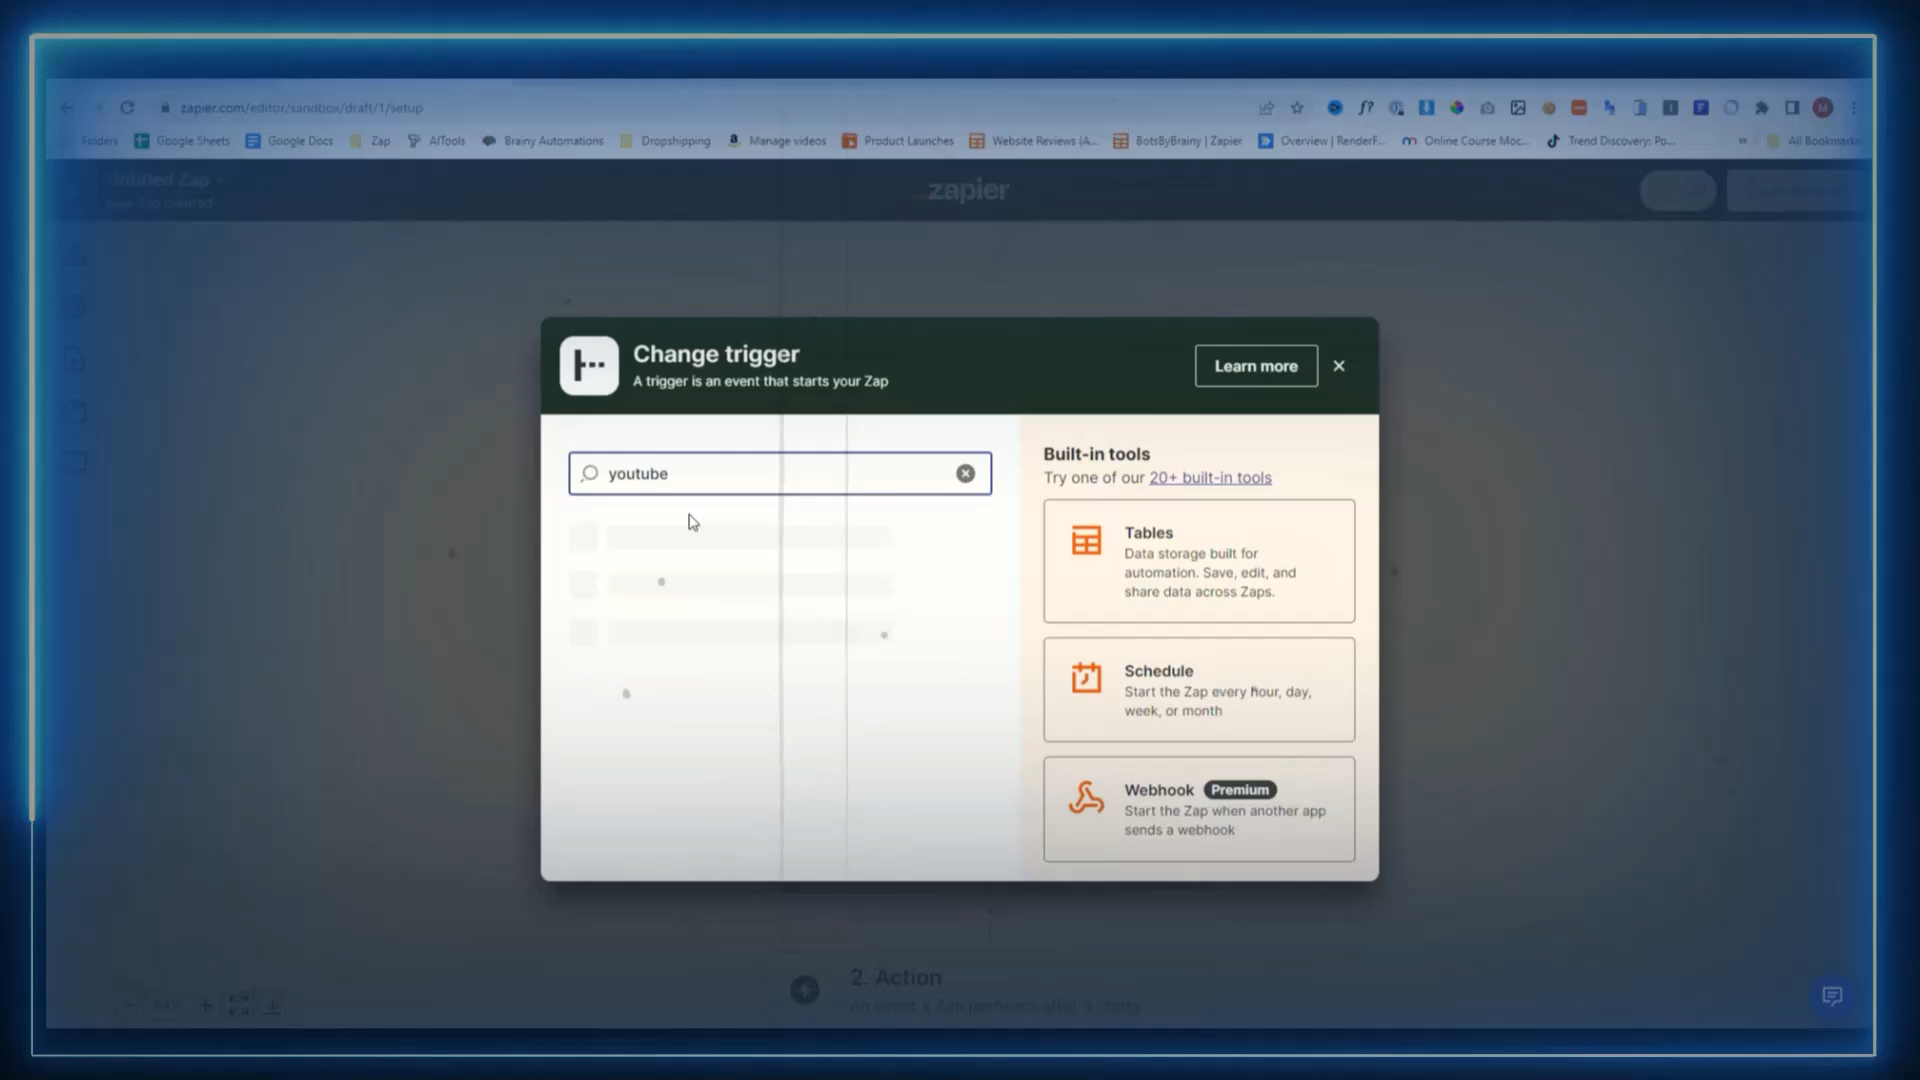 zapier.com/editor/sandbox/draft/1/setup
Folders Google Sheets Google Docs Zap AITools Brainy Automations Dropshipping Manage videos Product Launches Website Reviews (A... BotsByBrainy | Zapier Overview | RenderF... Online Course Moc... Trend Discovery: Po... » All Bookmarks
Untitled Zap
zapier
Change trigger
A trigger is an event that starts your Zap
Learn more
youtube
Built-in tools
Try one of our 20+ built-in tools
Tables
Data storage built for
automation. Save, edit, and
share data across Zaps.
Schedule
Start the Zap every hour, day,
week, or month
Webhook Premium
Start the Zap when another app
sends a webhook
2. Action